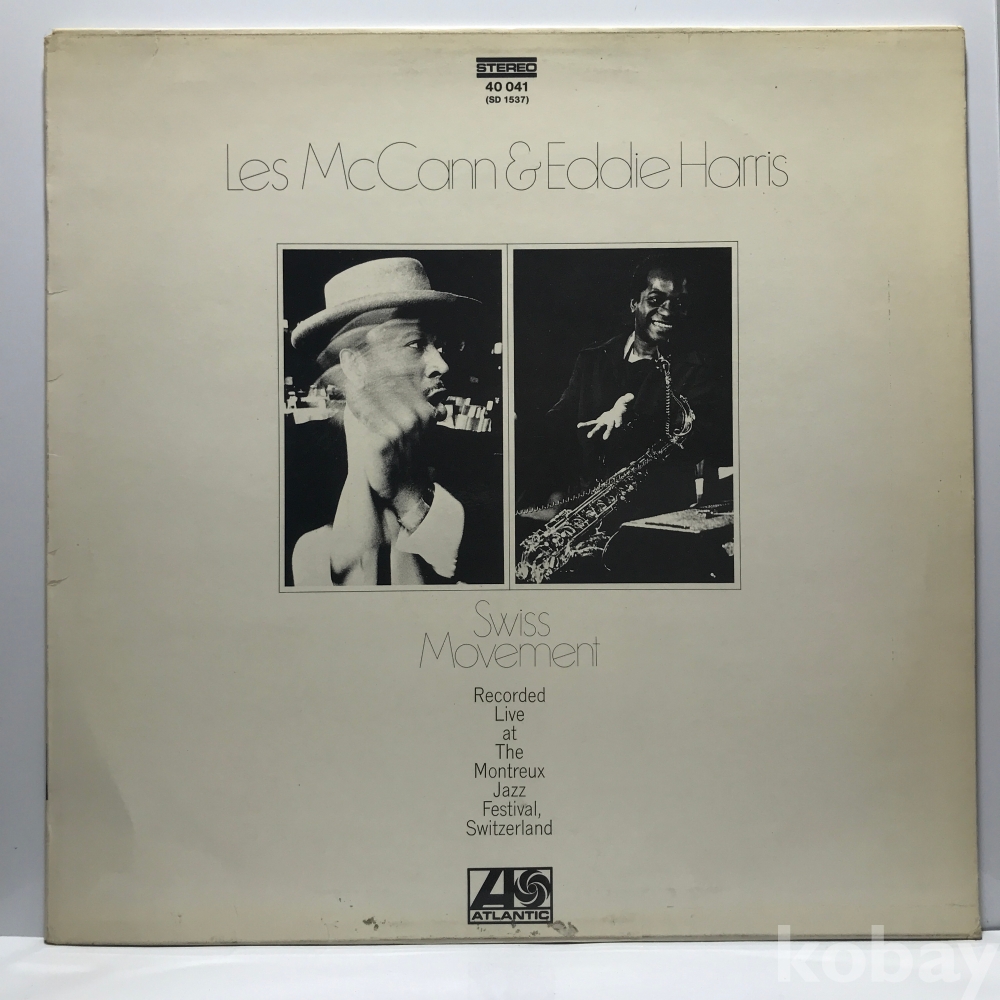 STEREO
40 041
(SD 1537)
Les McCann & Eddie Harris
Swiss
Movement
Recorded
Live
at
The
Montreux
Jazz
Festival,
Switzerland
ATLANTIC
kobay